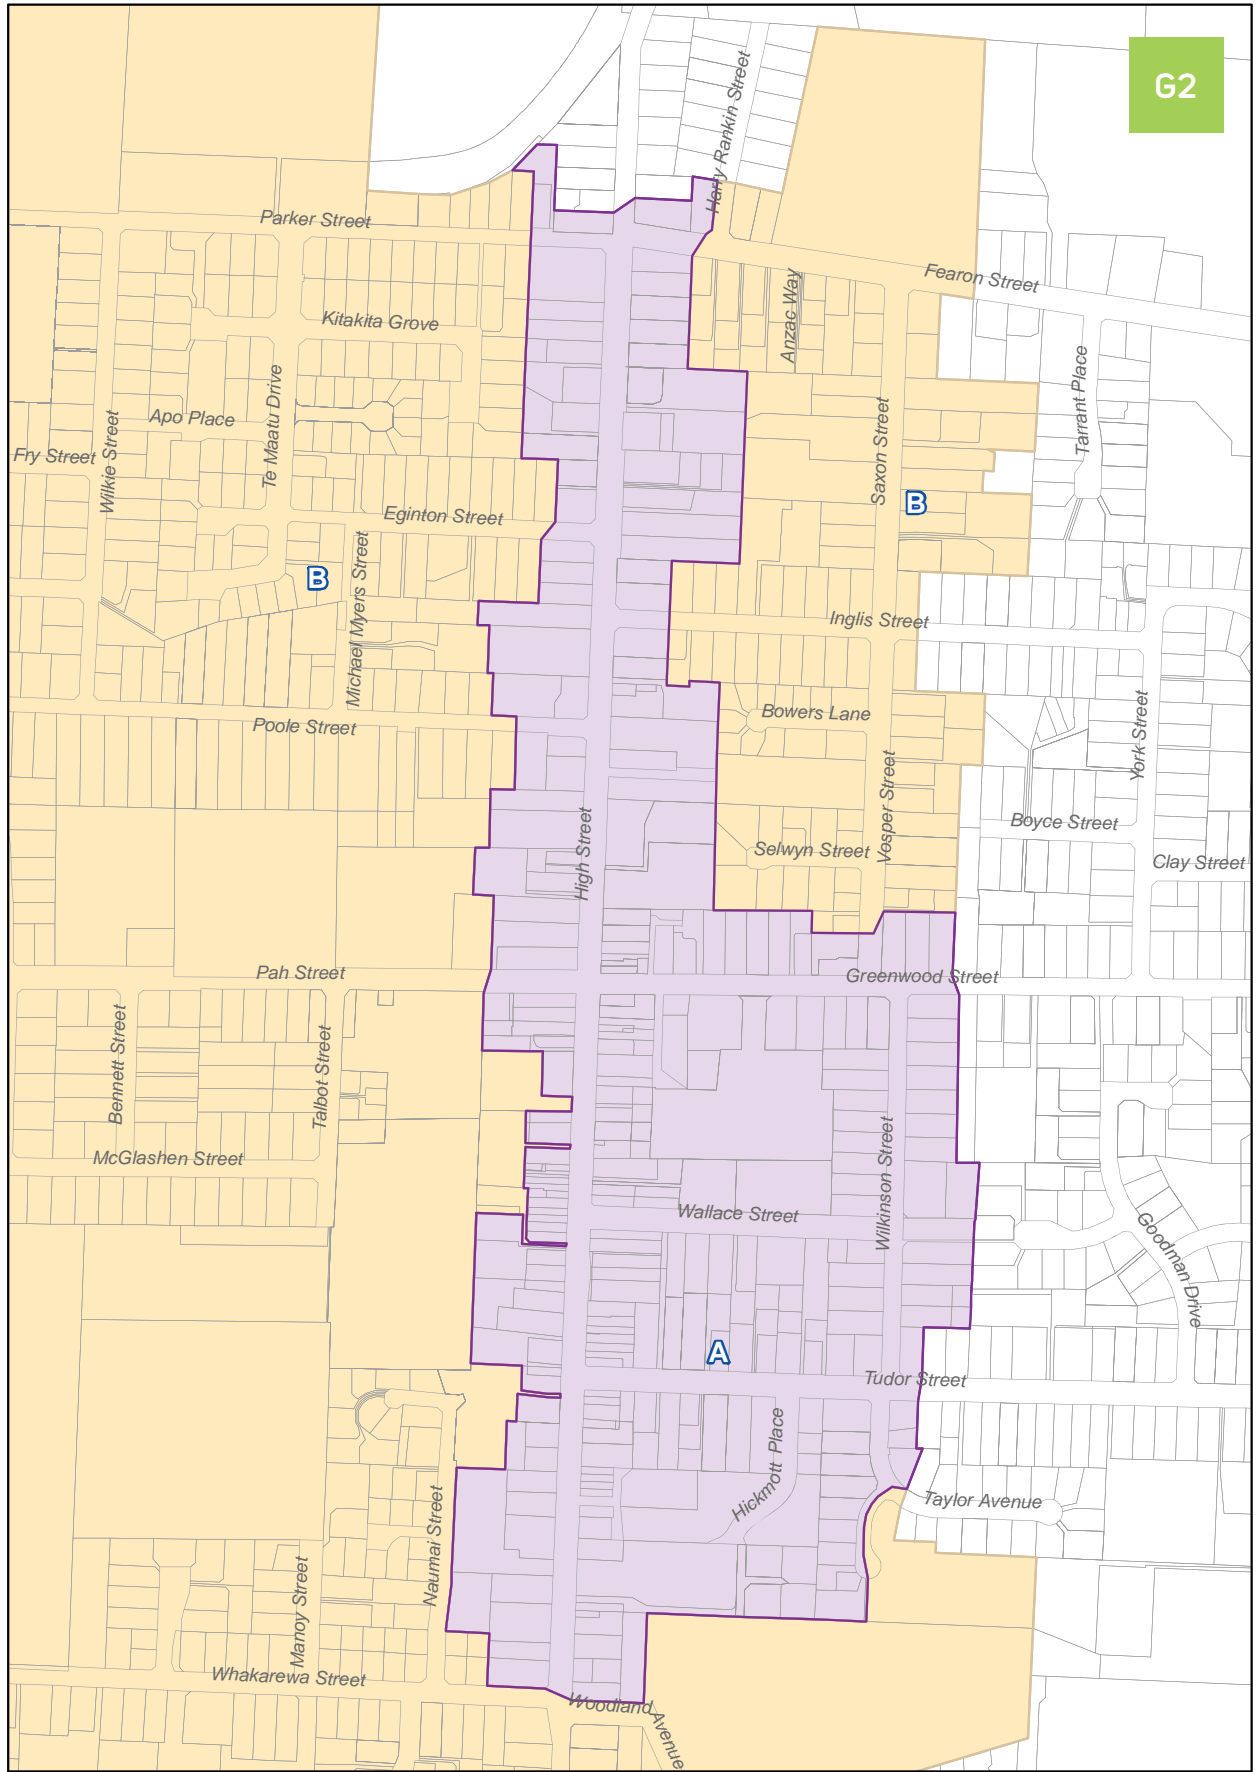 G2
Harry Rankin Street
Parker Street
Fearon Street
Anzac Way
Kitakita Grove
Tarrant Place
Te Maatu Drive
Apo Place
Saxon Street
Wilkie Street
Fry Street
B
Eginton Street
B
Michael Myers Street
Inglis Street
Bowers Lane
Poole Street
York Street
Vosper Street
High Street
Boyce Street
Selwyn Street
Clay Street
Pah Street
Greenwood Street
Bennett Street
Talbot Street
McGlashen Street
Wilkinson Street
Wallace Street
Goodman Drive
A
Tudor Street
Hickmott Place
Taylor Avenue
Naumai Street
Manoy Street
Whakarewa Street
Woodland Avenue